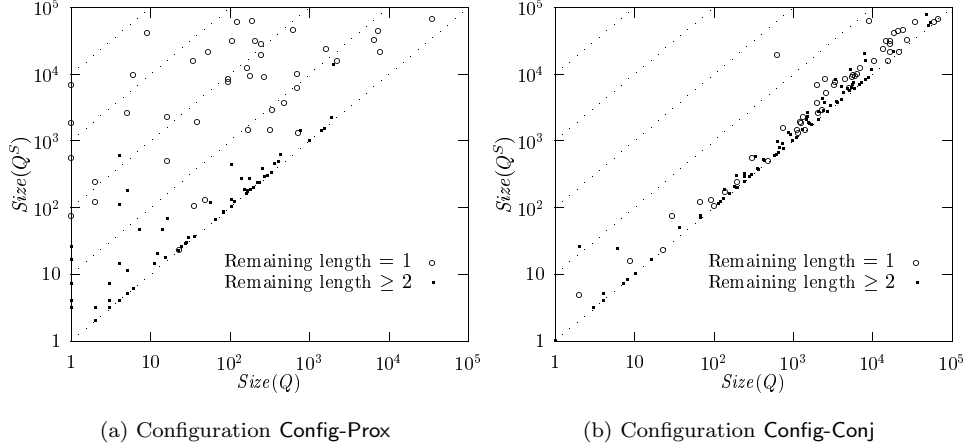 Size(Q^S)
10^5
10^4
10^3
10^2
10
1
Remaining length = 1
Remaining length ≥ 2
1 10 10^2 10^3 10^4 10^5
Size(Q)
(a) Configuration Config-Prox
Size(Q^S)
10^5
10^4
10^3
10^2
10
1
Remaining length = 1
Remaining length ≥ 2
1 10 10^2 10^3 10^4 10^5
Size(Q)
(b) Configuration Config-Conj